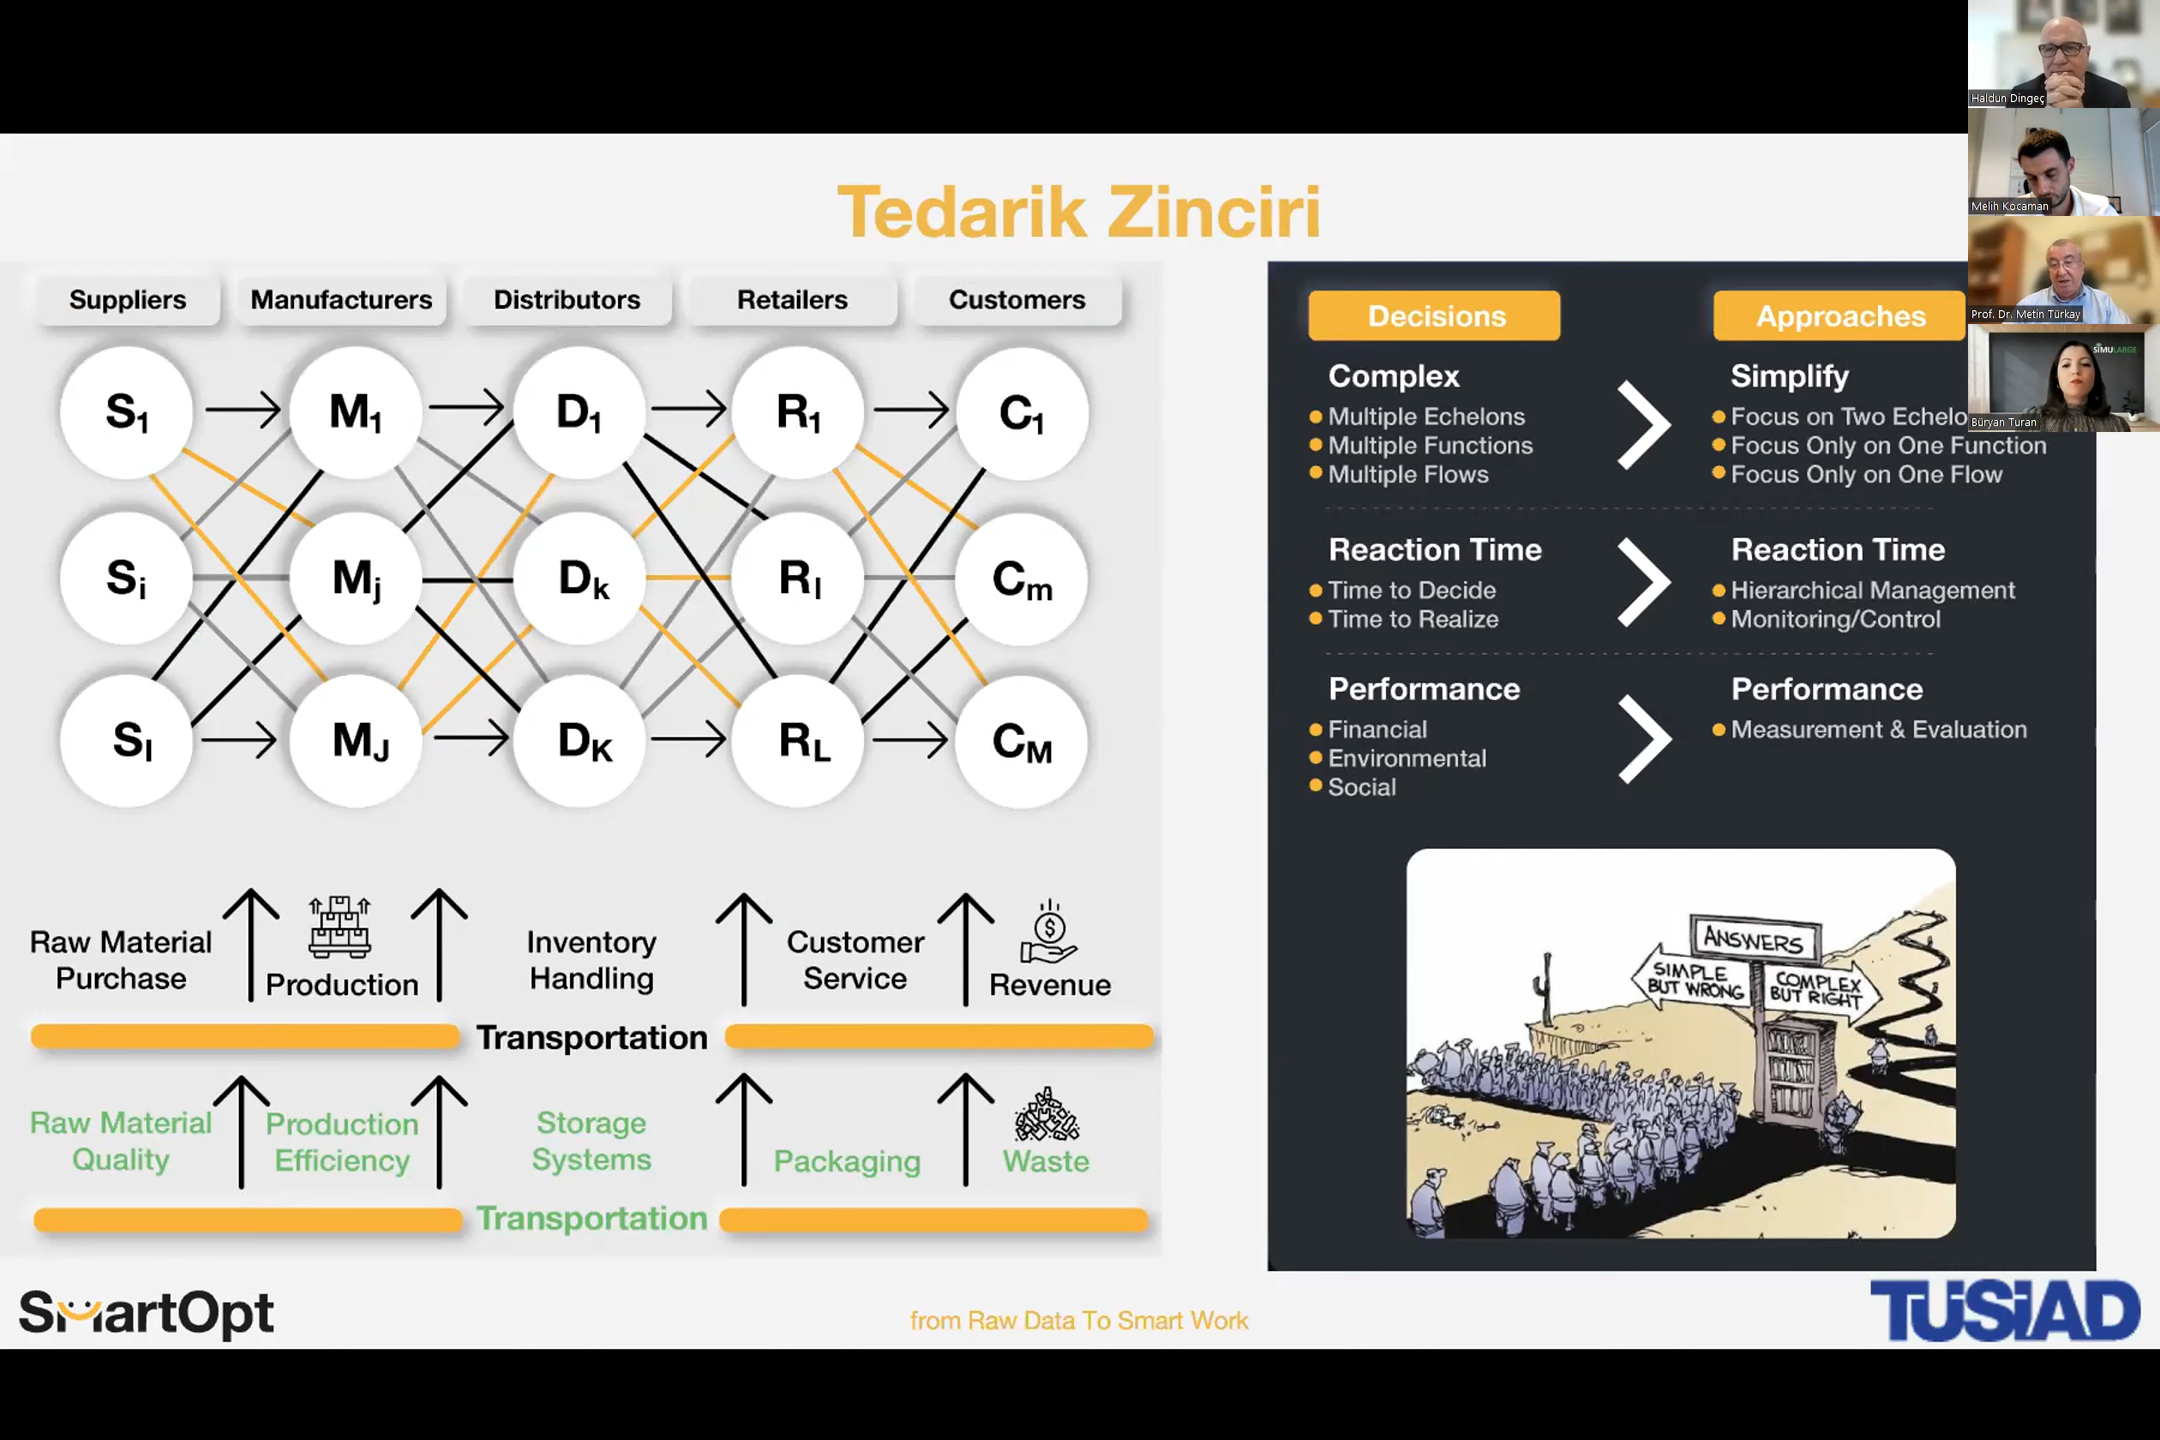 Tedarik Zinciri
Suppliers
Manufacturers
Distributors
Retailers
Customers
S1
M1
D1
R1
C1
Si
Mj
Dk
Rl
Cm
SI
MJ
DK
RL
CM
Raw Material
Purchase
Production
Inventory
Handling
Customer
Service
Revenue
Transportation
Raw Material
Quality
Production
Efficiency
Storage
Systems
Packaging
Waste
Transportation
Decisions
Approaches
Complex
Multiple Echelons
Multiple Functions
Multiple Flows
Simplify
Focus on Two Echelo
Focus Only on One Function
Focus Only on One Flow
Reaction Time
Time to Decide
Time to Realize
Reaction Time
Hierarchical Management
Monitoring/Control
Performance
Financial
Environmental
Social
Performance
Measurement & Evaluation
ANSWERS
SIMPLE
BUT WRONG
COMPLEX
BUT RIGHT
SmartOpt
from Raw Data To Smart Work
TÜSİAD
Haldun Dingeç
Melih Kocaman
Prof. Dr. Metin Türkay
SİMULARGE
Büryan Turan